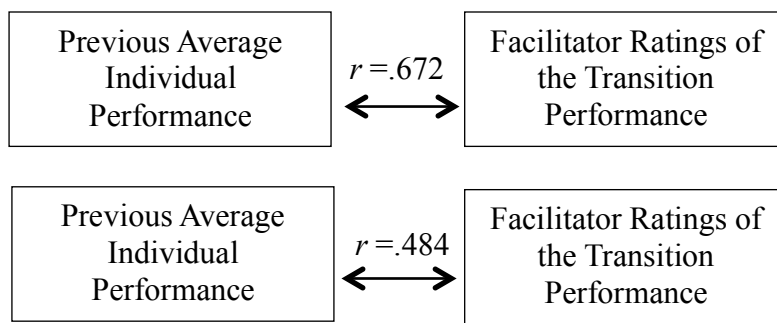 Previous Average
Individual
Performance
r =.672
Facilitator Ratings of
the Transition
Performance
Previous Average
Individual
Performance
r =.484
Facilitator Ratings of
the Transition
Performance